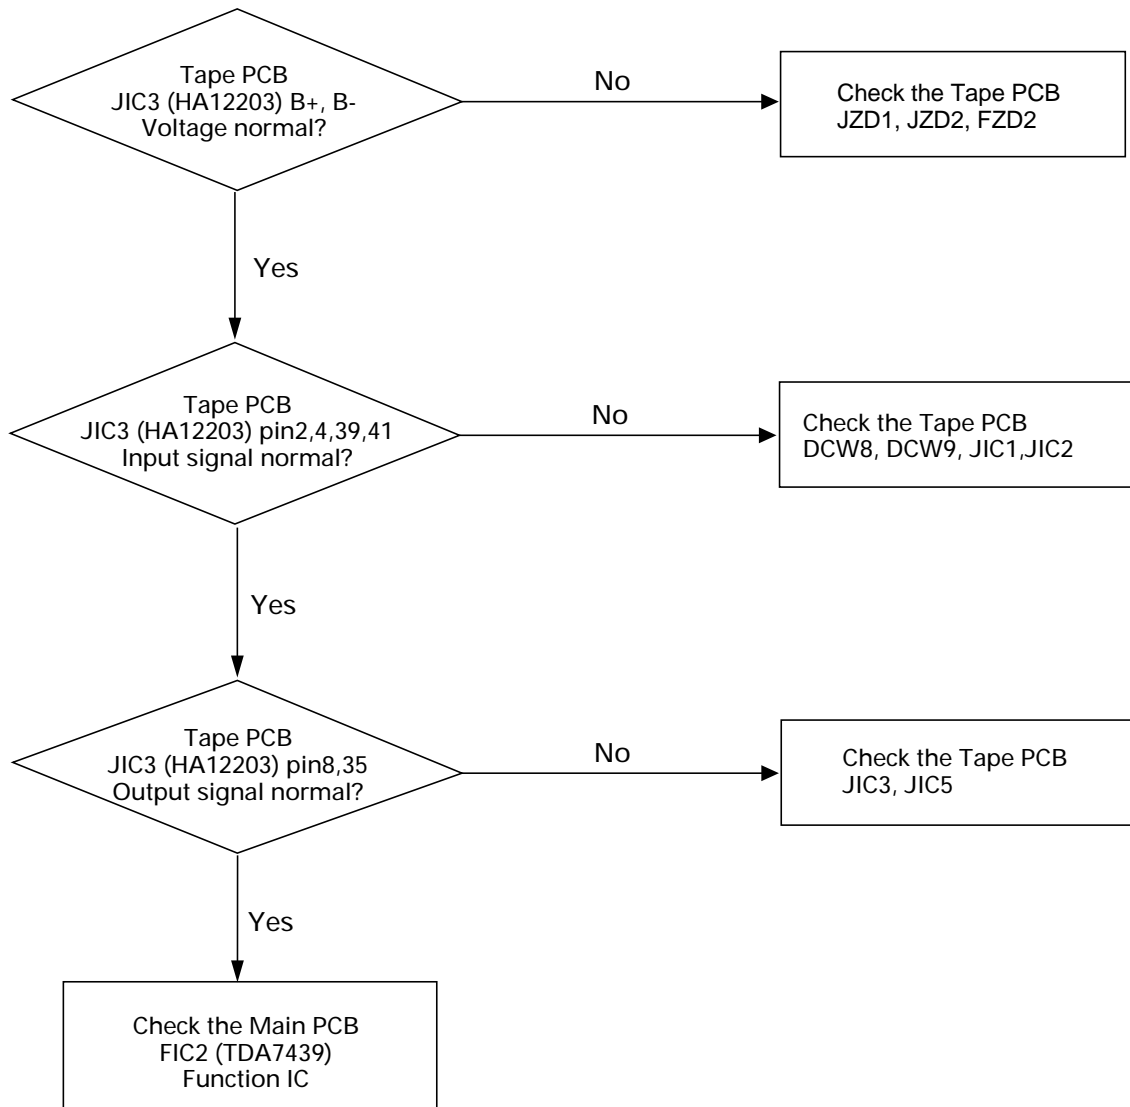 Tape PCB
JIC3 (HA12203) B+, B-
Voltage normal?
No
Check the Tape PCB
JZD1, JZD2, FZD2
Yes
Tape PCB
JIC3 (HA12203) pin2,4,39,41
Input signal normal?
No
Check the Tape PCB
DCW8, DCW9, JIC1,JIC2
Yes
Tape PCB
JIC3 (HA12203) pin8,35
Output signal normal?
No
Check the Tape PCB
JIC3, JIC5
Yes
Check the Main PCB
FIC2 (TDA7439)
Function IC